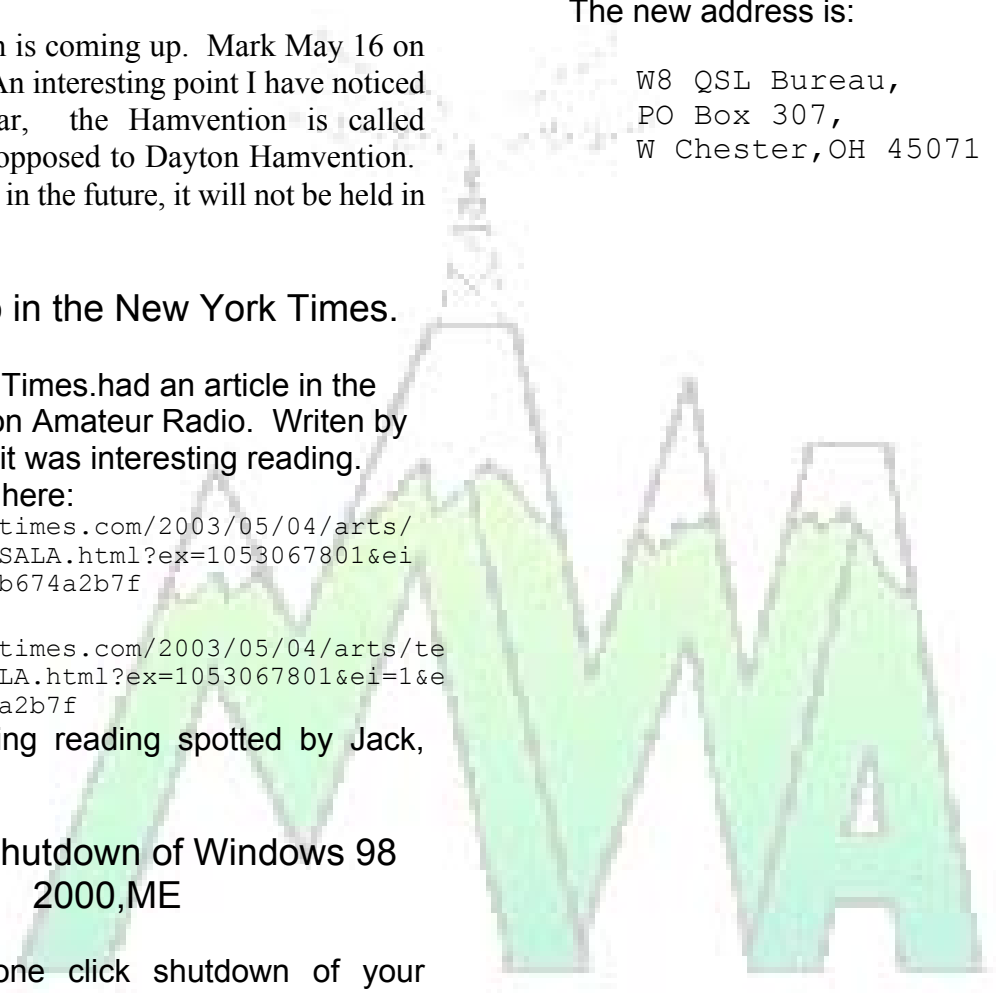 n is coming up. Mark May 16 on
An interesting point I have noticed
ar, the Hamvention is called
opposed to Dayton Hamvention.
in the future, it will not be held in
o in the New York Times.
Times.had an article in the
on Amateur Radio. Writen by
it was interesting reading.
here:
times.com/2003/05/04/arts/
SALA.html?ex=1053067801&ei
b674a2b7f
times.com/2003/05/04/arts/te
LA.html?ex=1053067801&ei=1&e
a2b7f
ing reading spotted by Jack,
hutdown of Windows 98
2000,ME
one click shutdown of your
The new address is:
W8 QSL Bureau,
PO Box 307,
W Chester,OH 45071